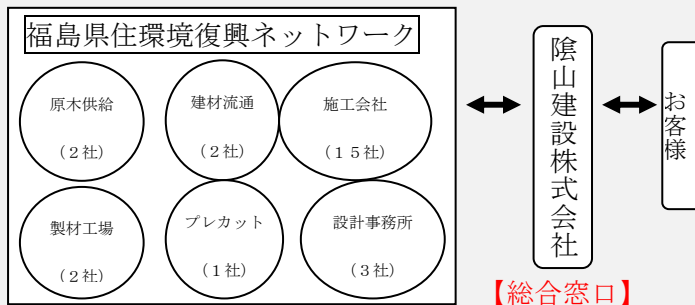 福島県住環境復興ネットワーク
原木供給
(2社)
建材流通
(2社)
施工会社
(15社)
製材工場
(2社)
プレカット
(1社)
設計事務所
(3社)
陰山建設株式会社
【総合窓口】
お客様